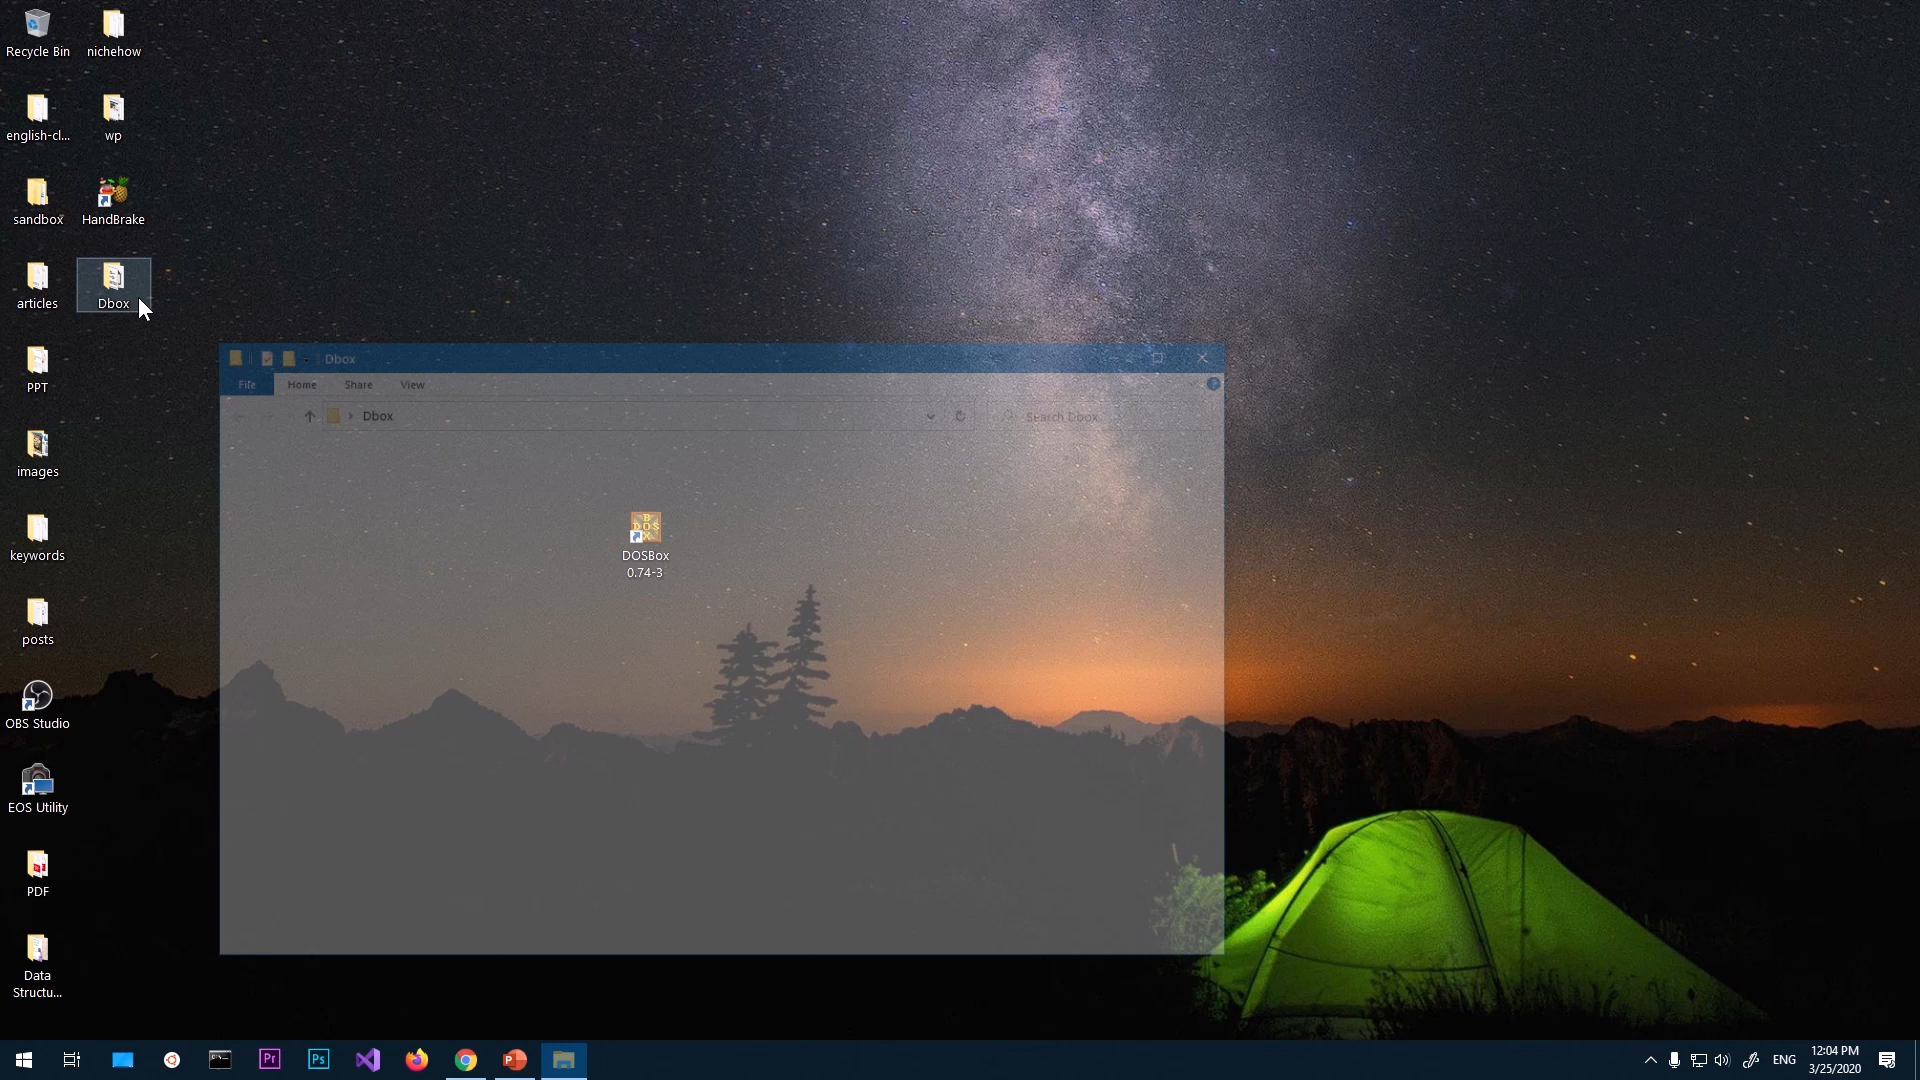 Recycle Bin
nichehow
english-cl...
wp
sandbox
HandBrake
articles
Dbox
PPT
images
keywords
posts
OBS Studio
EOS Utility
PDF
Data
Structu...
Dbox
File
Home
Share
View
Dbox
Search Dbox
DOSBox
0.74-3
Pr
Ps
ENG
12:04 PM
3/25/2020